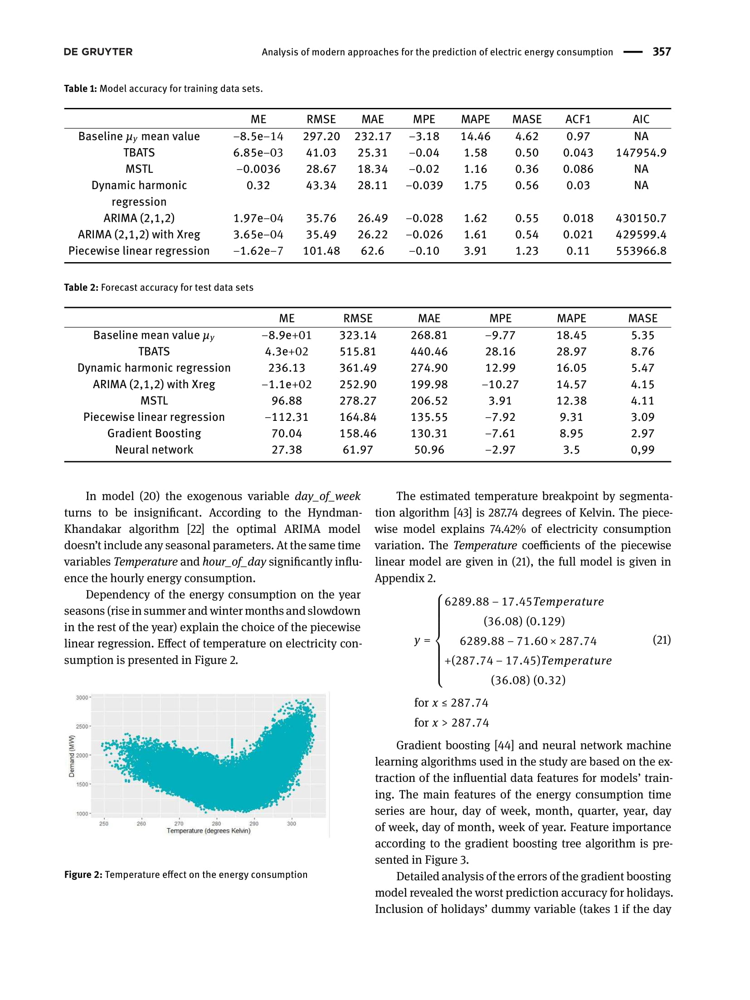 DE GRUYTER
Analysis of modern approaches for the prediction of electric energy consumption — 357
Table 1: Model accuracy for training data sets.
ME RMSE MAE MPE MAPE MASE ACF1 AIC
Baseline μy mean value −8.5e−14 297.20 232.17 −3.18 14.46 4.62 0.97 NA
TBATS 6.85e−03 41.03 25.31 −0.04 1.58 0.50 0.043 147954.9
MSTL −0.0036 28.67 18.34 −0.02 1.16 0.36 0.086 NA
Dynamic harmonic 0.32 43.34 28.11 −0.039 1.75 0.56 0.03 NA
regression
ARIMA (2,1,2) 1.97e−04 35.76 26.49 −0.028 1.62 0.55 0.018 430150.7
ARIMA (2,1,2) with Xreg 3.65e−04 35.49 26.22 −0.026 1.61 0.54 0.021 429599.4
Piecewise linear regression −1.62e−7 101.48 62.6 −0.10 3.91 1.23 0.11 553966.8
Table 2: Forecast accuracy for test data sets
ME RMSE MAE MPE MAPE MASE
Baseline mean value μy −8.9e+01 323.14 268.81 −9.77 18.45 5.35
TBATS 4.3e+02 515.81 440.46 28.16 28.97 8.76
Dynamic harmonic regression 236.13 361.49 274.90 12.99 16.05 5.47
ARIMA (2,1,2) with Xreg −1.1e+02 252.90 199.98 −10.27 14.57 4.15
MSTL 96.88 278.27 206.52 3.91 12.38 4.11
Piecewise linear regression −112.31 164.84 135.55 −7.92 9.31 3.09
Gradient Boosting 70.04 158.46 130.31 −7.61 8.95 2.97
Neural network 27.38 61.97 50.96 −2.97 3.5 0,99
In model (20) the exogenous variable day_of_week
turns to be insignificant. According to the Hyndman-
Khandakar algorithm [22] the optimal ARIMA model
doesn't include any seasonal parameters. At the same time
variables Temperature and hour_of_day significantly influ-
ence the hourly energy consumption.
Dependency of the energy consumption on the year
seasons (rise in summer and winter months and slowdown
in the rest of the year) explain the choice of the piecewise
linear regression. Effect of temperature on electricity con-
sumption is presented in Figure 2.
3000
2500
2000
1500
1000
Demand (MW)
250 260 270 280 290 300
Temperature (degrees Kelvin)
Figure 2: Temperature effect on the energy consumption
The estimated temperature breakpoint by segmenta-
tion algorithm [43] is 287.74 degrees of Kelvin. The piece-
wise model explains 74.42% of electricity consumption
variation. The Temperature coefficients of the piecewise
linear model are given in (21), the full model is given in
Appendix 2.
6289.88 − 17.45Temperature
(36.08) (0.129)
y = { 6289.88 − 71.60 × 287.74 (21)
+(287.74 − 17.45)Temperature
(36.08) (0.32)
for x ≤ 287.74
for x > 287.74
Gradient boosting [44] and neural network machine
learning algorithms used in the study are based on the ex-
traction of the influential data features for models' train-
ing. The main features of the energy consumption time
series are hour, day of week, month, quarter, year, day
of week, day of month, week of year. Feature importance
according to the gradient boosting tree algorithm is pre-
sented in Figure 3.
Detailed analysis of the errors of the gradient boosting
model revealed the worst prediction accuracy for holidays.
Inclusion of holidays' dummy variable (takes 1 if the day